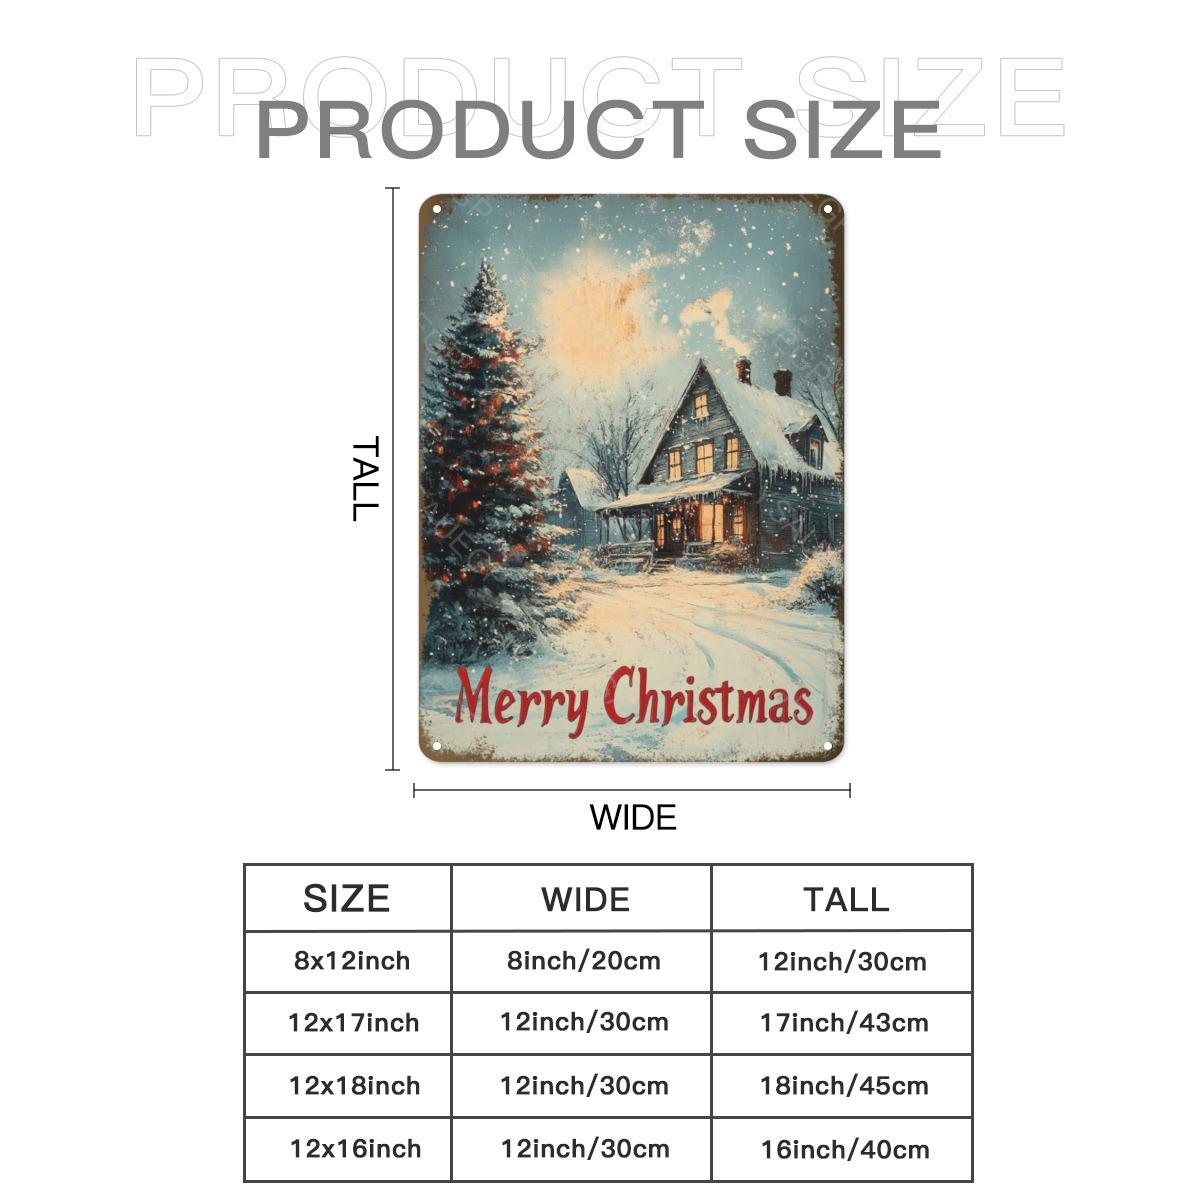 PRODUCT SIZE
PRODUCT SIZE
TALL
Merry Christmas
WIDE
SIZE WIDE TALL
8x12inch 8inch/20cm 12inch/30cm
12x17inch 12inch/30cm 17inch/43cm
12x18inch 12inch/30cm 18inch/45cm
12x16inch 12inch/30cm 16inch/40cm